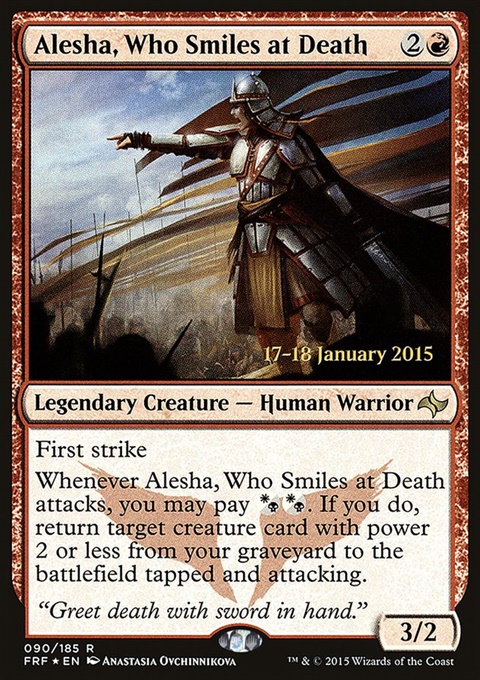 Alesha, Who Smiles at Death 2
17–18 January 2015
Legendary Creature — Human Warrior
First strike
Whenever Alesha, Who Smiles at Death
attacks, you may pay . If you do,
return target creature card with power
2 or less from your graveyard to the
battlefield tapped and attacking.
“Greet death with sword in hand.”
3/2
090/185 R
FRF ★ EN Anastasia Ovchinnikova
™ & © 2015 Wizards of the Coast